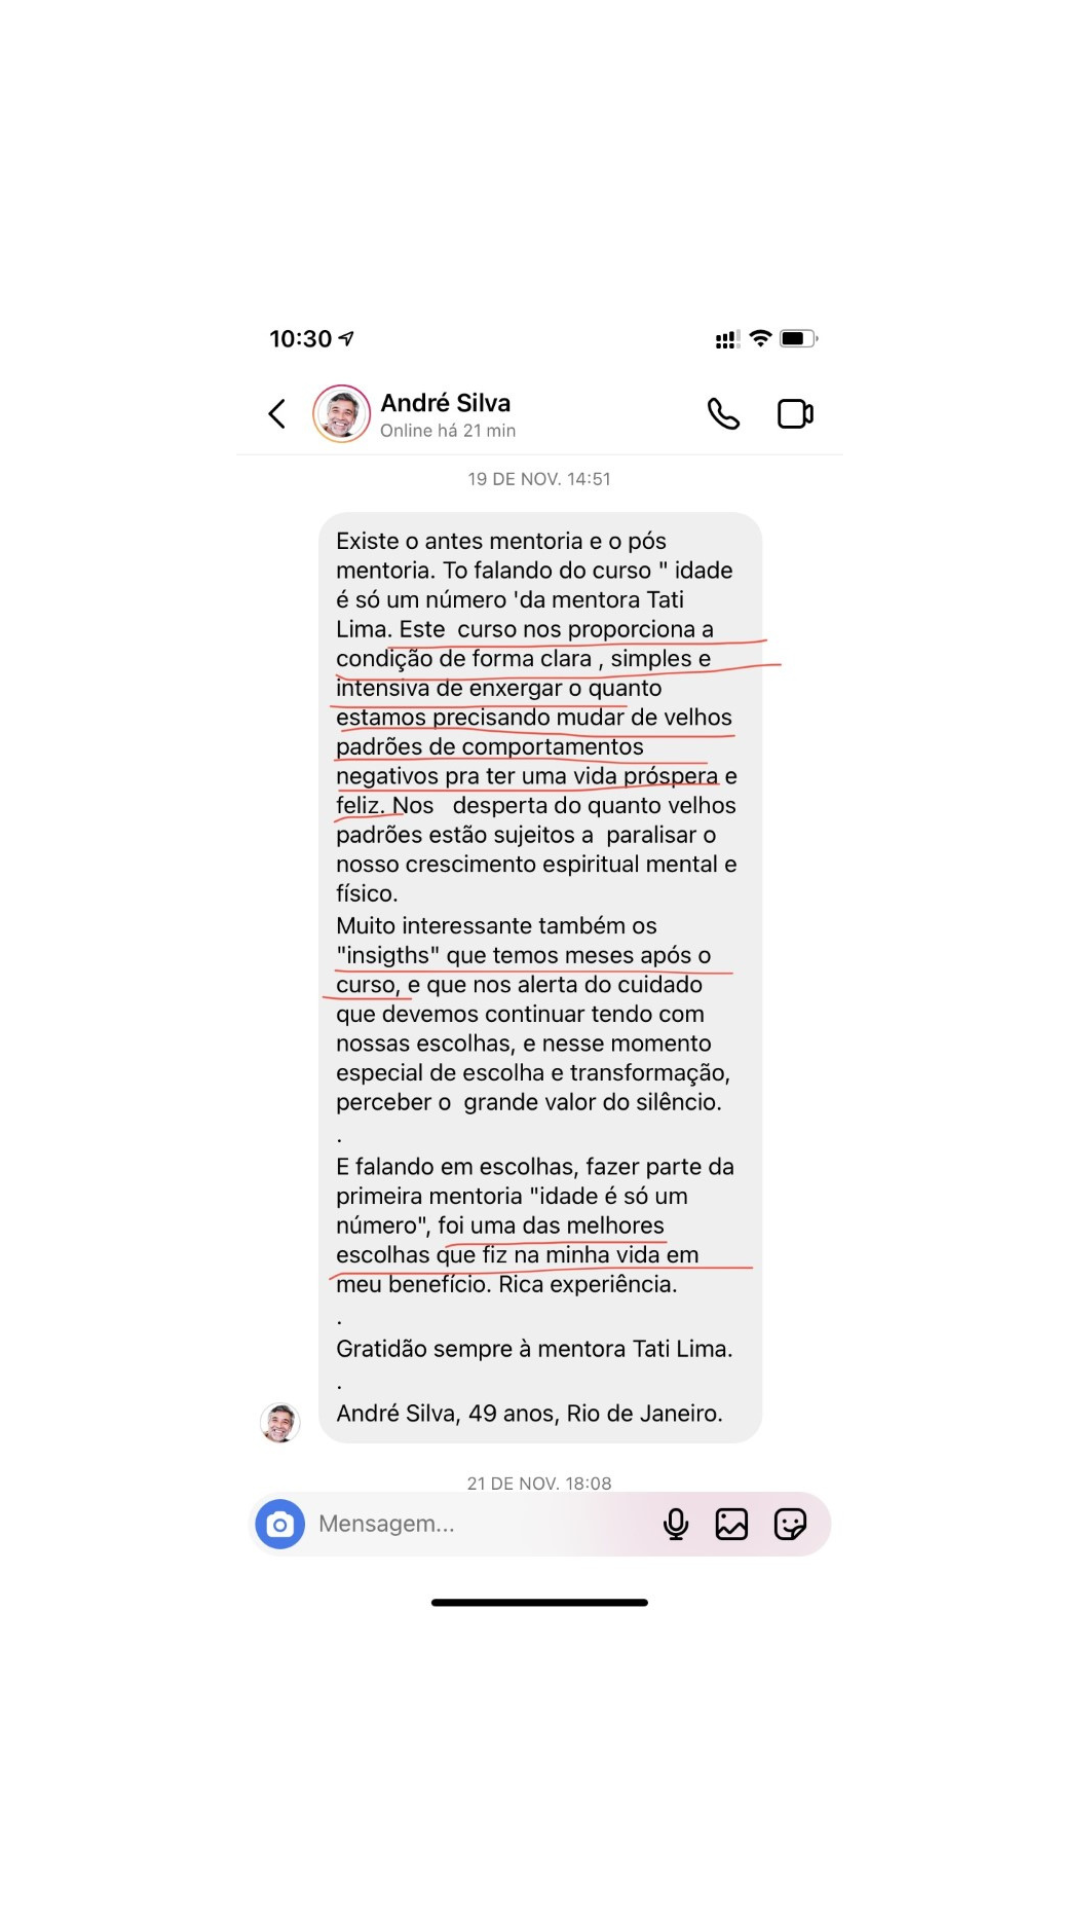 10:30
André Silva
Online há 21 min
19 DE NOV. 14:51
Existe o antes mentoria e o pós
mentoria. To falando do curso " idade
é só um número 'da mentora Tati
Lima. Este  curso nos proporciona a
condição de forma clara , simples e
intensiva de enxergar o quanto
estamos precisando mudar de velhos
padrões de comportamentos
negativos pra ter uma vida próspera e
feliz. Nos   desperta do quanto velhos
padrões estão sujeitos a  paralisar o
nosso crescimento espiritual mental e
físico.
Muito interessante também os
"insigths" que temos meses após o
curso, e que nos alerta do cuidado
que devemos continuar tendo com
nossas escolhas, e nesse momento
especial de escolha e transformação,
perceber o  grande valor do silêncio.
.
E falando em escolhas, fazer parte da
primeira mentoria "idade é só um
número", foi uma das melhores
escolhas que fiz na minha vida em
meu benefício. Rica experiência.
.
Gratidão sempre à mentora Tati Lima.
.
André Silva, 49 anos, Rio de Janeiro.
21 DE NOV. 18:08
Mensagem...